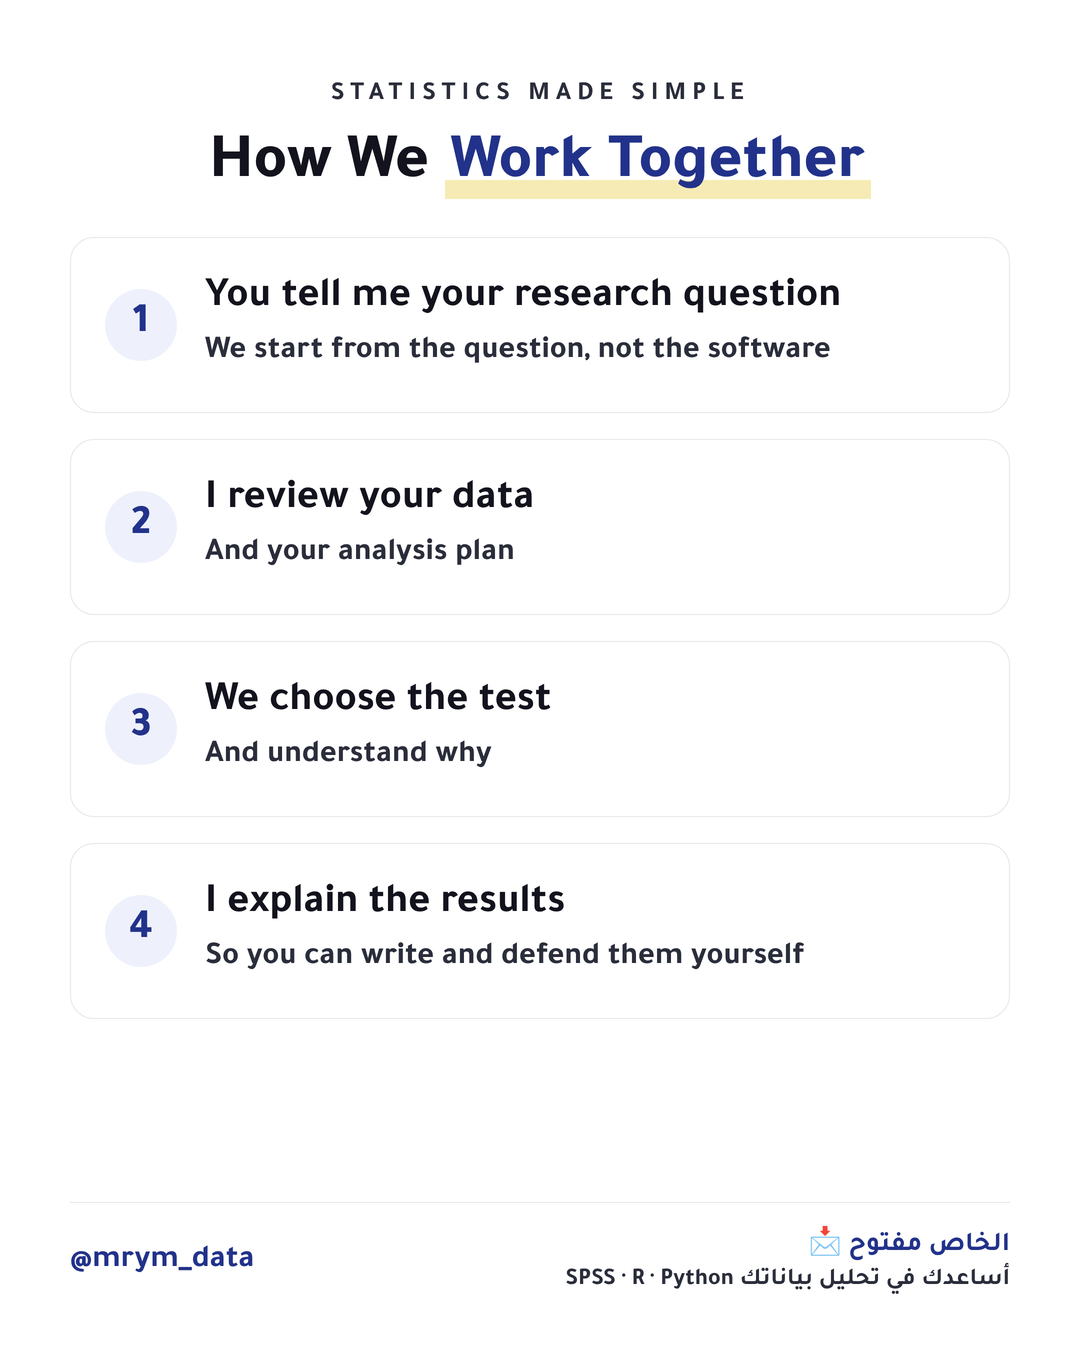 STATISTICS MADE SIMPLE
How We Work Together
1
You tell me your research question
We start from the question, not the software
2
I review your data
And your analysis plan
3
We choose the test
And understand why
4
I explain the results
So you can write and defend them yourself
@mrym_data
الخاص مفتوح 📩
أساعدك في تحليل بياناتك SPSS · R · Python